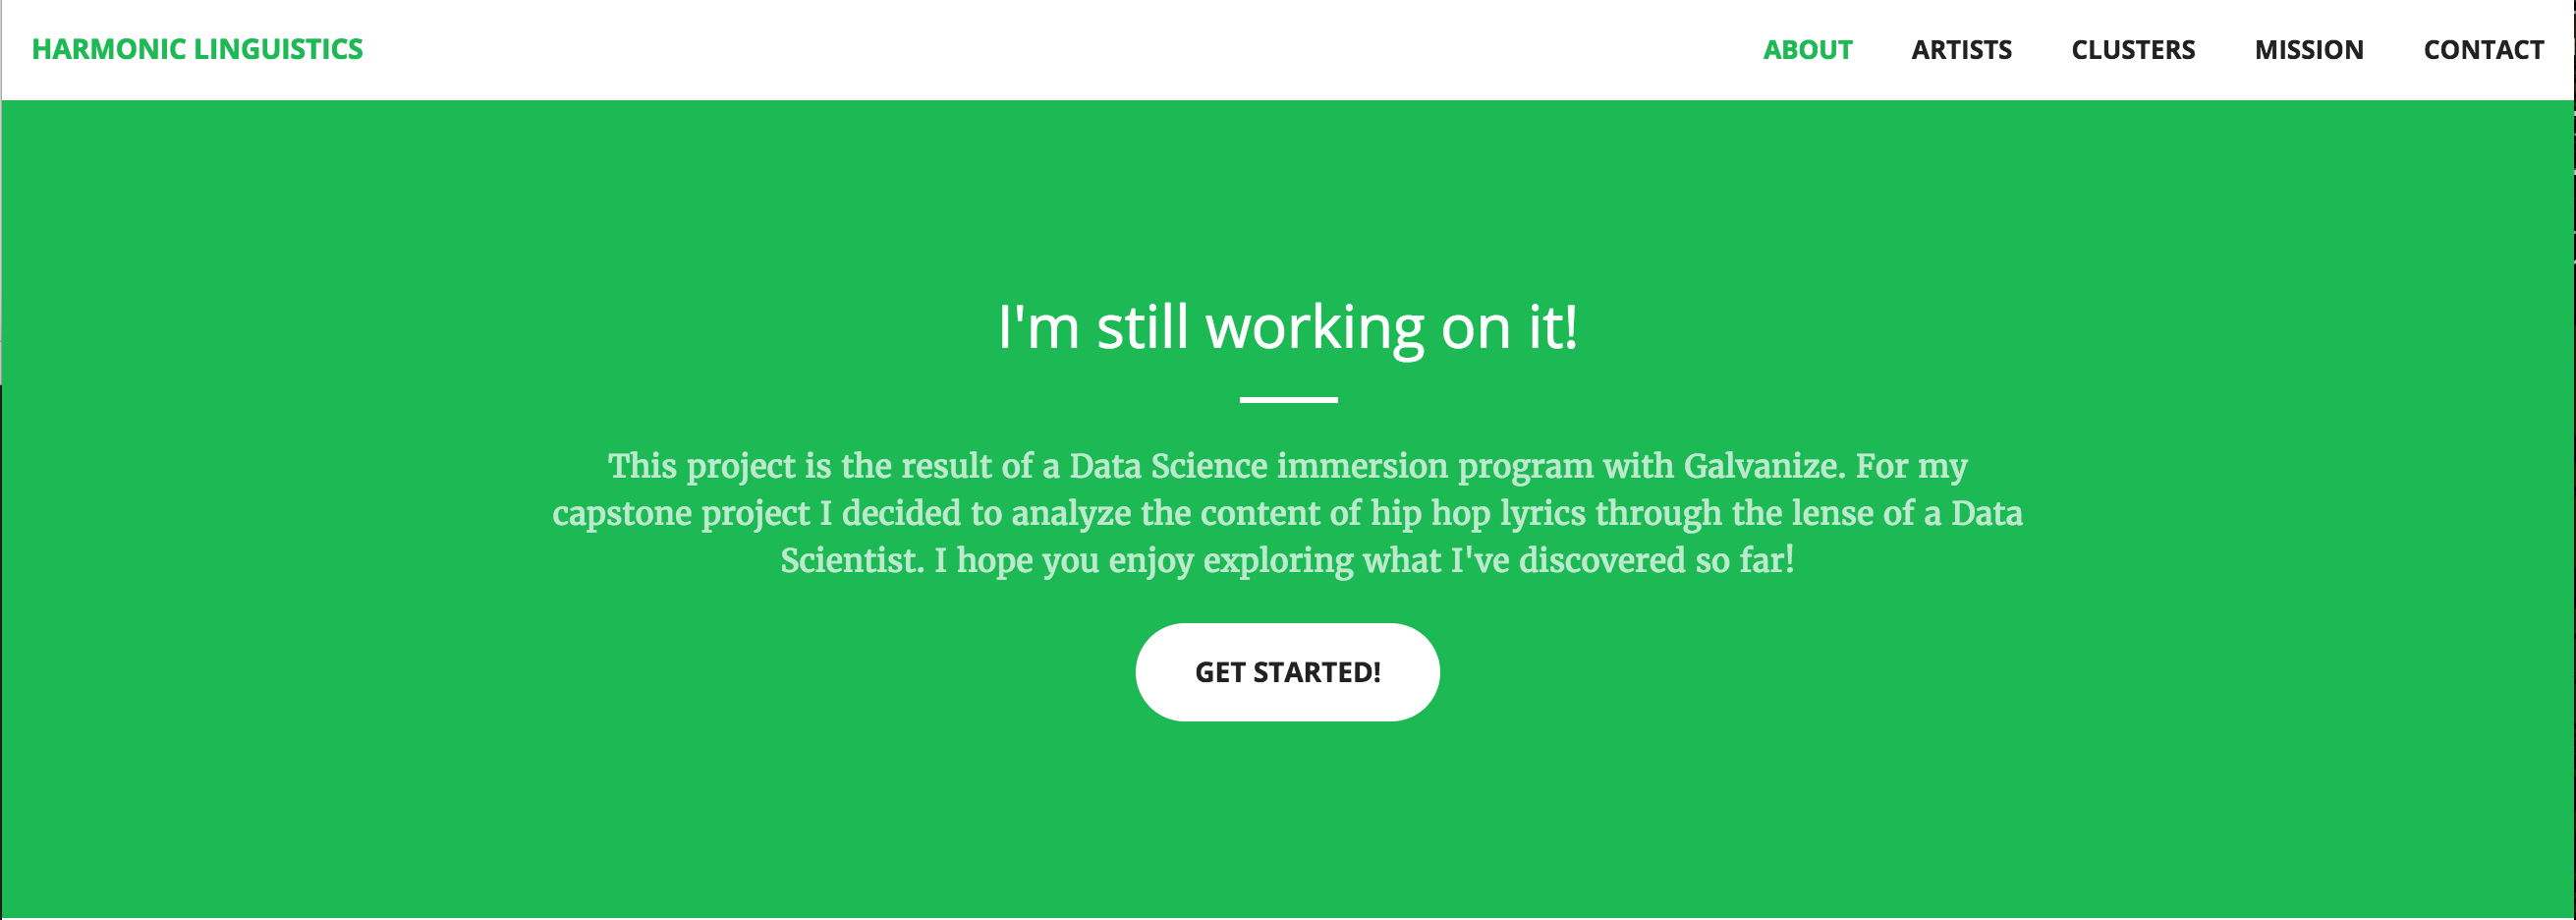 HARMONIC LINGUISTICS
ABOUT ARTISTS CLUSTERS MISSION CONTACT
I'm still working on it!
This project is the result of a Data Science immersion program with Galvanize. For my
capstone project I decided to analyze the content of hip hop lyrics through the lense of a Data
Scientist. I hope you enjoy exploring what I've discovered so far!
GET STARTED!